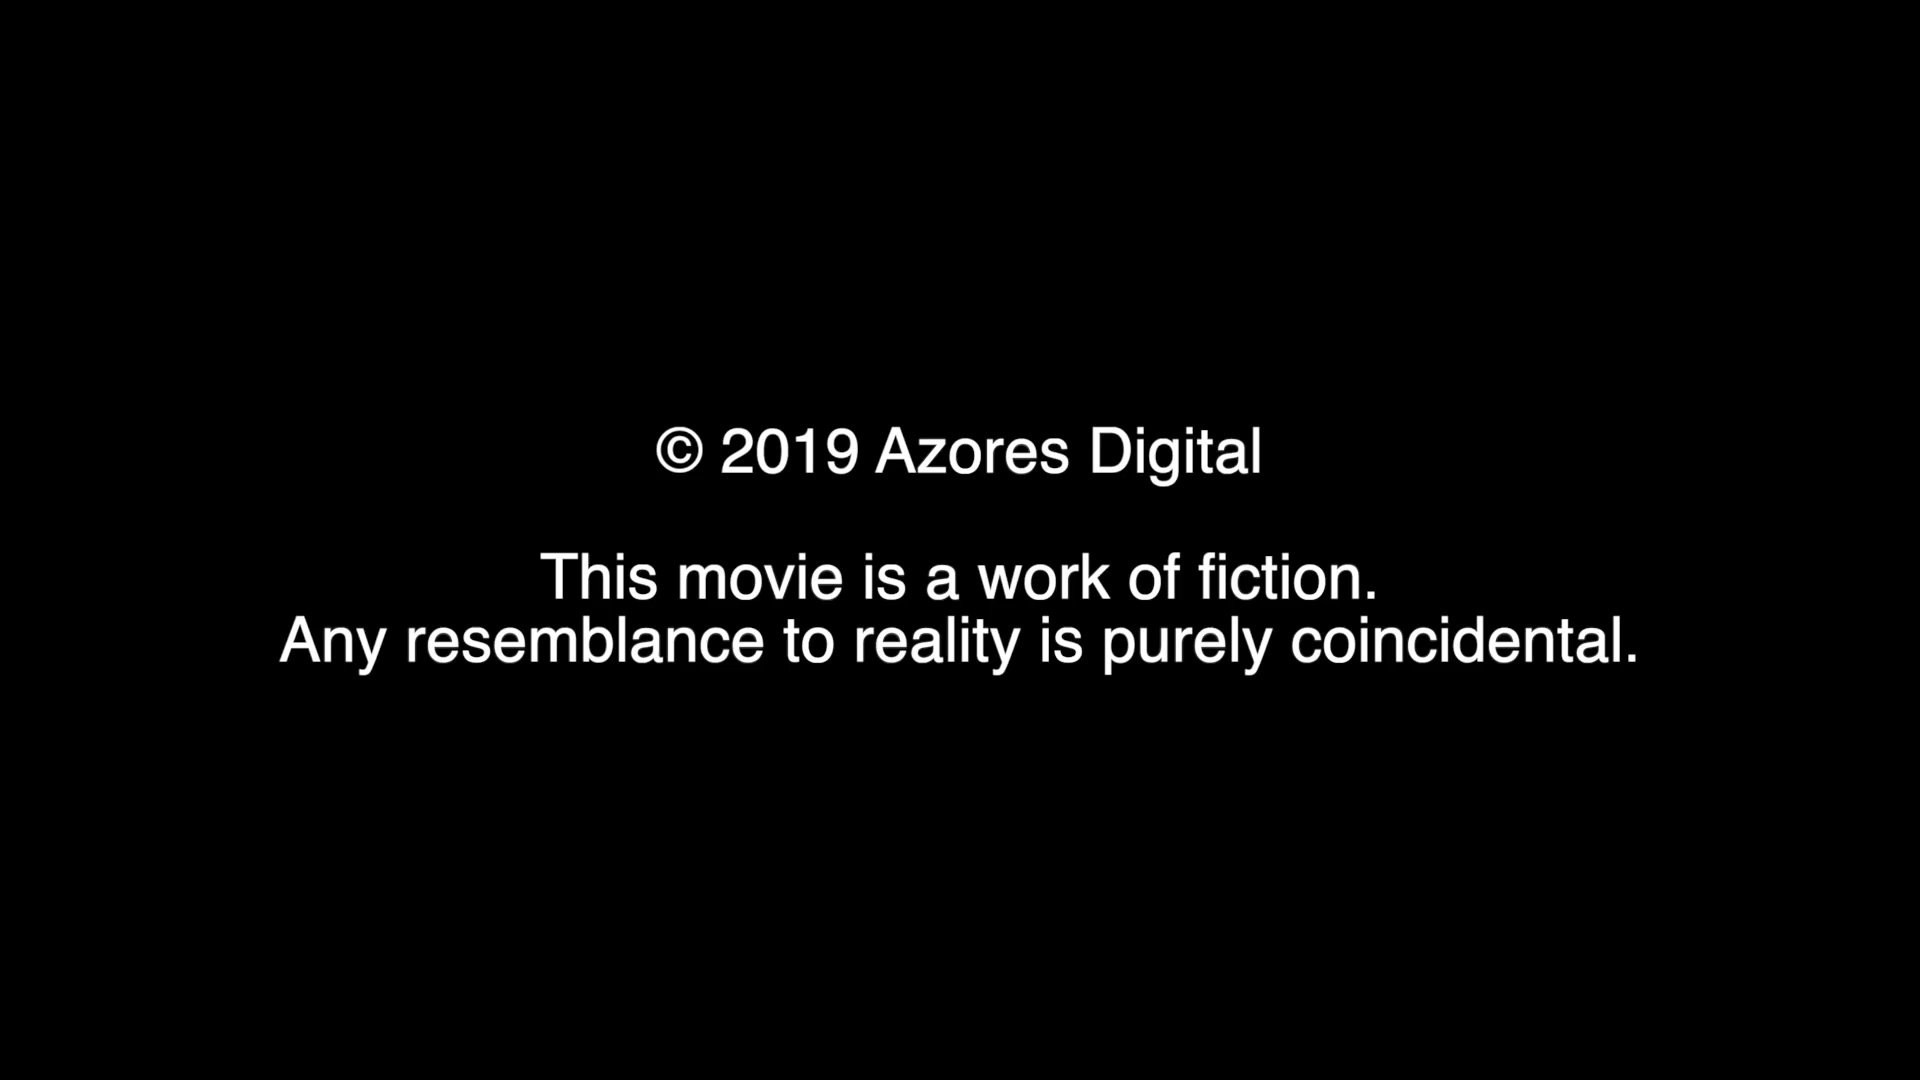 © 2019 Azores Digital
This movie is a work of fiction.
Any resemblance to reality is purely coincidental.